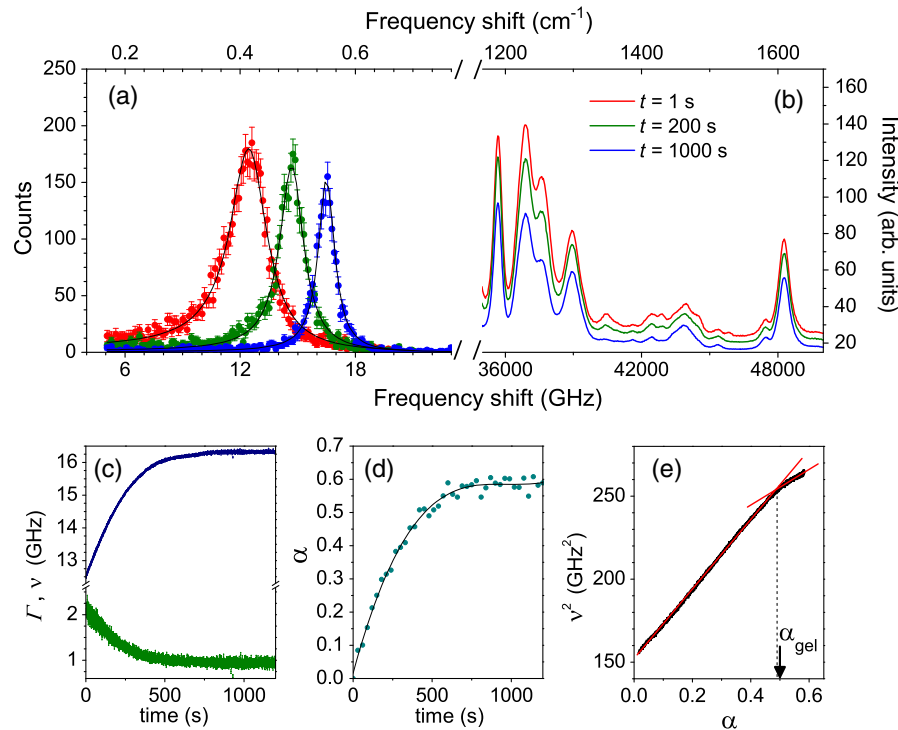 Frequency shift (cm⁻¹)
0.2 0.4 0.6 1230 1400 1600
250 200 150 100 50 0
Counts
(a)
(b)
t = 1 s
t = 200 s
t = 1000 s
170 140 120 100 80 60 40 20
Intensity (arb. units)
6 12 18 36000 42000 48000
Frequency shift (GHz)
(c)
16 15 14 13 2 1
Γ, ν (GHz)
0 500 1000
time (s)
(d)
0.7 0.6 0.5 0.4 0.3 0.2 0.1 0.0
α
0 500 1000
time (s)
(e)
250 200 150
ν² (GHz²)
α_gel
0.0 0.2 0.4 0.6
α